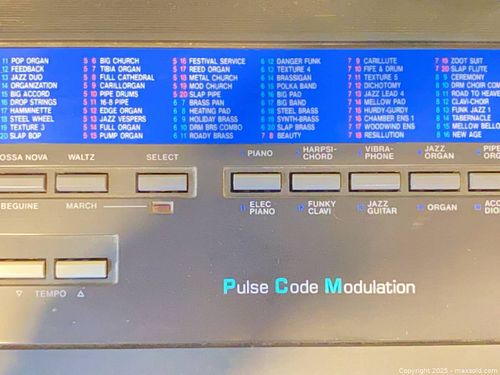 11 POP ORGAN
12 FEEDBACK
13 JAZZ DUO
14 ORGANIZATION
15 BIG ACCORD
16 DROP STRINGS
17 HAMMINETTE
18 STEEL WHEEL
19 TEXTURE 3
20 SLAP BOP
5 6 BIG CHURCH
5 7 TIBIA ORGAN
5 8 FULL CATHEDRAL
5 9 CARILLORGAN
5 10 PIPE DRUMS
5 11 16-8 PIPE
5 12 EDGE ORGAN
5 13 JAZZ VESPERS
5 14 FULL ORGAN
5 15 PUMP ORGAN
5 16 FESTIVAL SERVICE
5 17 REED ORGAN
5 18 METAL CHURCH
5 19 MOD CHURCH
5 20 SLAP PIPE
6 7 BRASS PAN
6 8 HEATING PAD
6 9 HOLIDAY BRASS
6 10 DRM BRS COMBO
6 11 ROADY BRASS
6 12 DANGER FUNK
6 13 TEXTURE 4
6 14 BRASSIGAN
6 15 POLKA BAND
6 16 BIG PAD
6 17 BIG BAND
6 18 STEEL BRASS
6 19 SYNTH-BRASS
6 20 SLAP BRASS
7 8 BEAUTY
7 9 CARILLUTE
7 10 FIFE & DRUM
7 11 TEXTURE 5
7 12 DICHOTOMY
7 13 JAZZ LEAD 4
7 14 MELLOW PAD
7 15 HURDY-GURDY
7 16 CHAMBER ENS 1
7 17 WOODWIND ENS
7 18 RESILUTION
7 19 ZOOT SUIT
7 20 SLAP FLUTE
8 9 CEREMONY
8 10 DRM CHOIR COM
8 11 ROAD TO HEAVE
8 12 CLAVI-CHOIR
8 13 FUNK JAZZ 1
8 14 TABERNACLE
8 15 MELLOW BELLO
8 16 NEW AGE
OSSA NOVA WALTZ SELECT
BEGUINE MARCH
PIANO HARPSI-CHORD VIBRA-PHONE JAZZ ORGAN PIPE ORGA
ELEC PIANO FUNKY CLAVI JAZZ GUITAR ORGAN ACC DIO
▽ TEMPO △
Pulse Code Modulation
Copyright © 2025 - maxsold.com